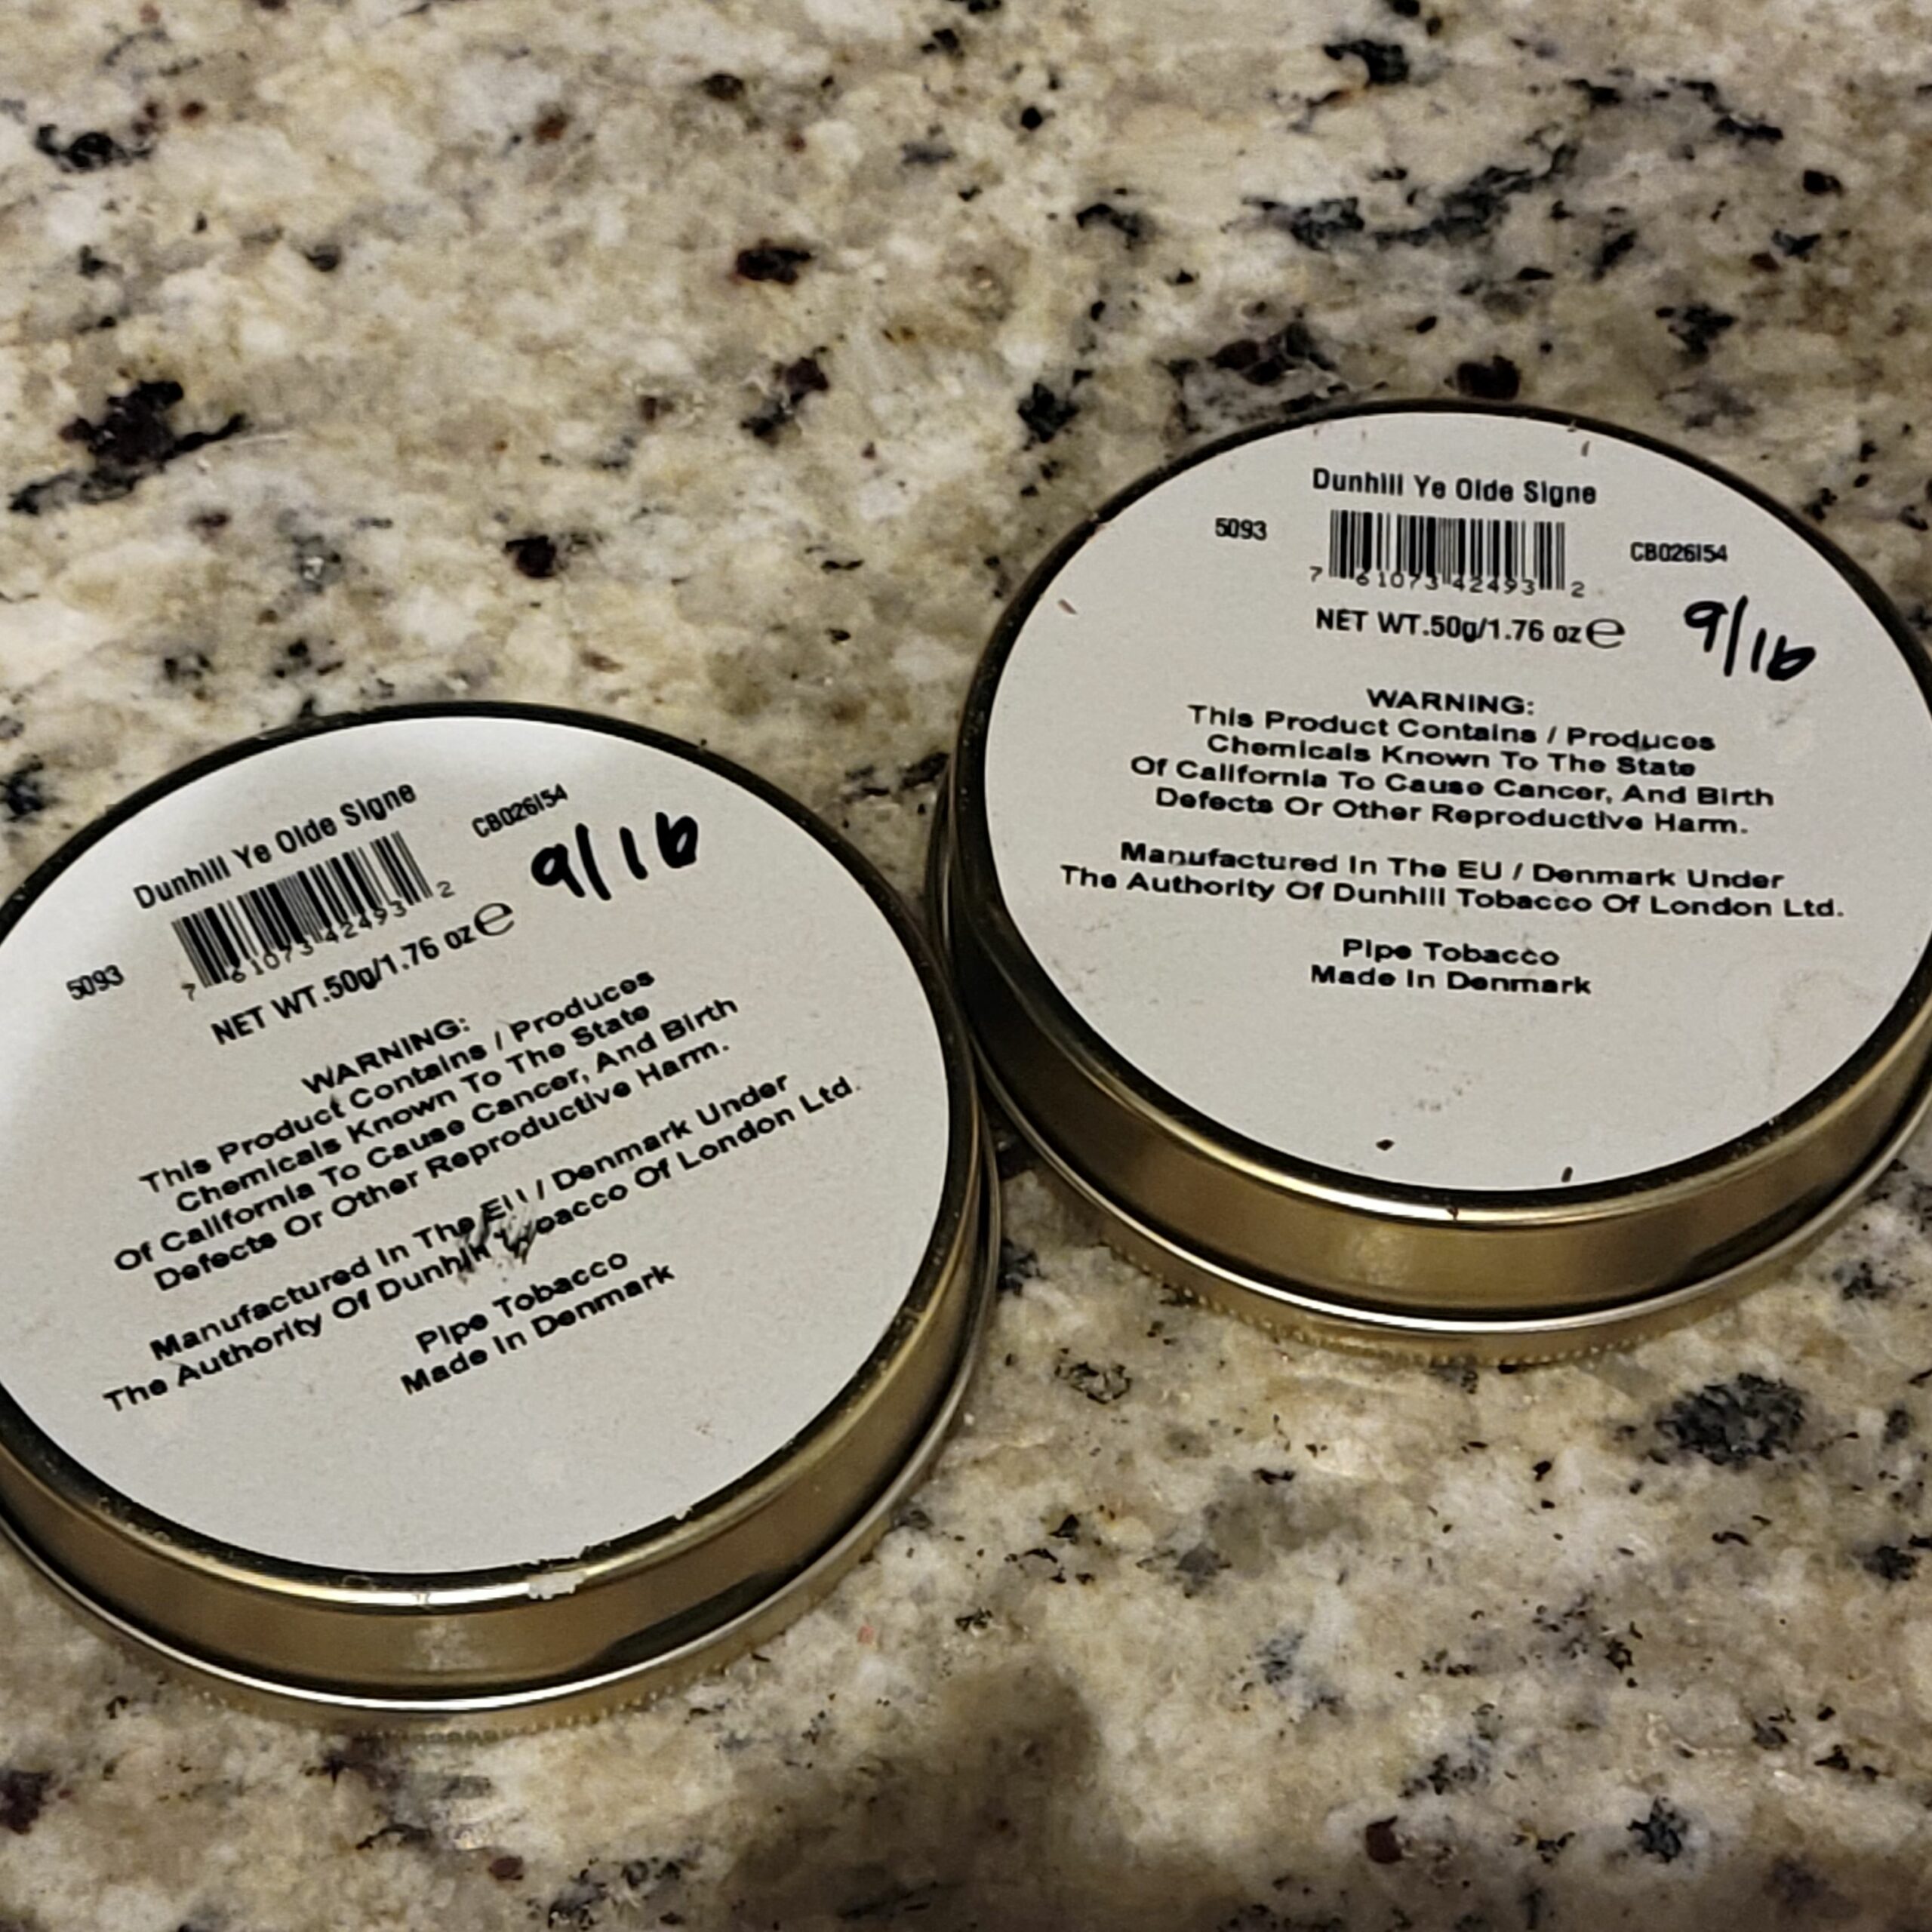 Dunhill Ye Olde Signe
5093
CB026154
7 61073 42493 2
NET WT.50g/1.76 oz℮
9/16
WARNING:
This Product Contains / Produces
Chemicals Known To The State
Of California To Cause Cancer, And Birth
Defects Or Other Reproductive Harm.
Manufactured In The EU / Denmark Under
The Authority Of Dunhill Tobacco Of London Ltd.
Pipe Tobacco
Made In Denmark
Dunhill Ye Olde Signe
5093
CB026154
7 61073 42493 2
NET WT.50g/1.76 oz℮
9/16
WARNING:
This Product Contains / Produces
Chemicals Known To The State
Of California To Cause Cancer, And Birth
Defects Or Other Reproductive Harm.
Manufactured In The EU / Denmark Under
The Authority Of Dunhill Tobacco Of London Ltd.
Pipe Tobacco
Made In Denmark